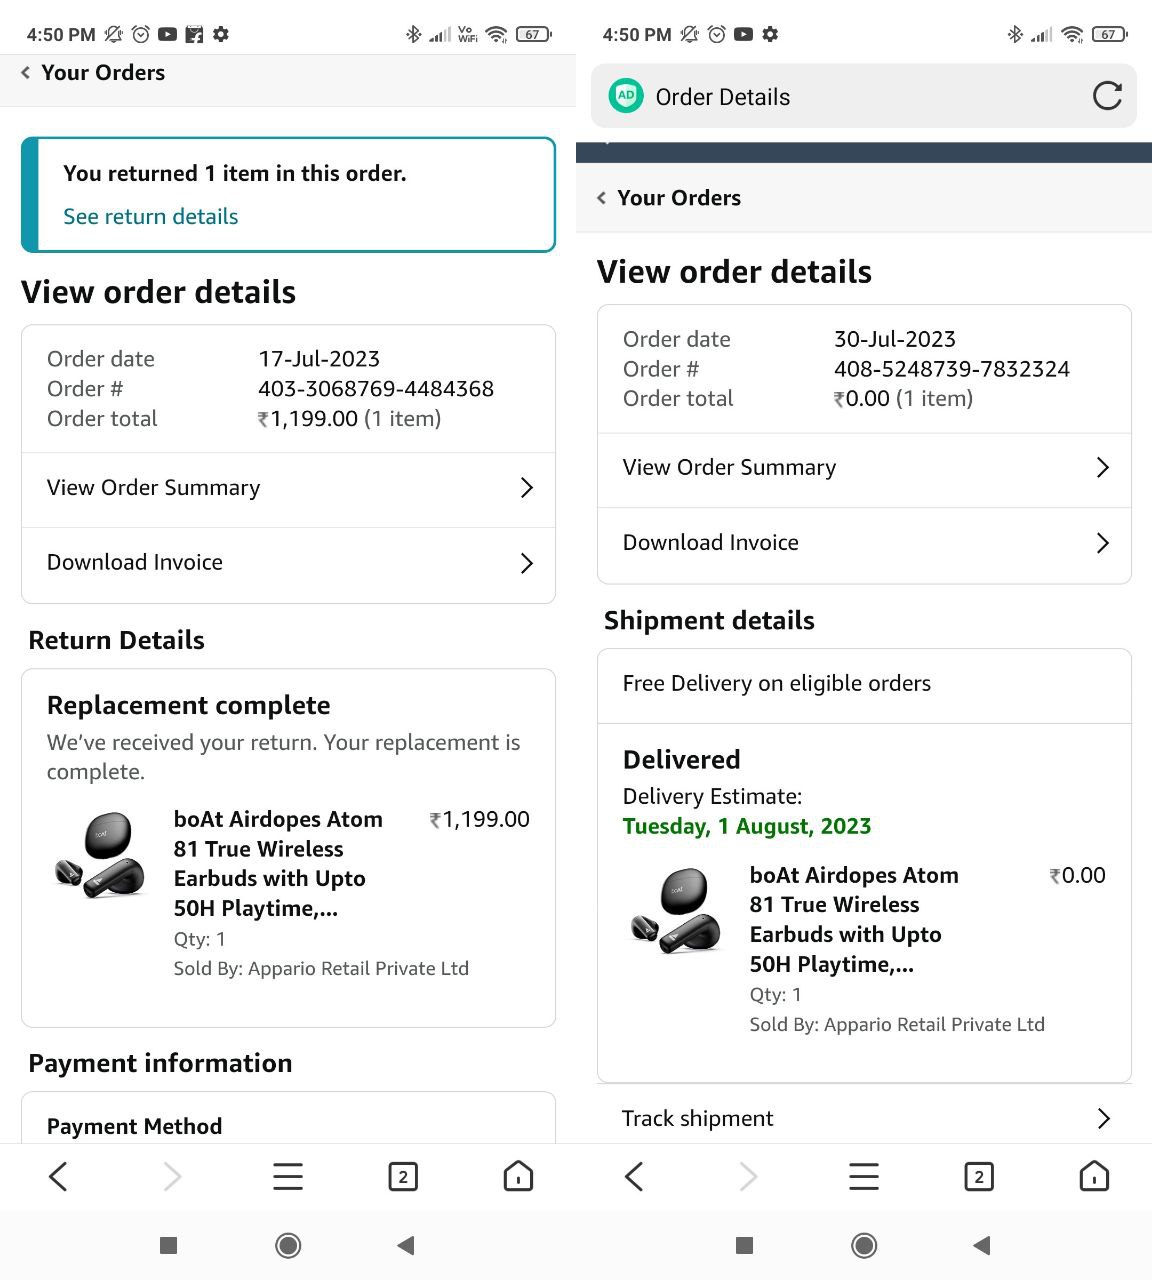 4:50 PM
Vo
WiFi
67
Your Orders
You returned 1 item in this order.
See return details
View order details
Order date 17-Jul-2023
Order # 403-3068769-4484368
Order total ₹1,199.00 (1 item)
View Order Summary
Download Invoice
Return Details
Replacement complete
We've received your return. Your replacement is
complete.
boAt Airdopes Atom ₹1,199.00
81 True Wireless
Earbuds with Upto
50H Playtime,...
Qty: 1
Sold By: Appario Retail Private Ltd
Payment information
Payment Method
2
4:50 PM
67
AD Order Details
Your Orders
View order details
Order date 30-Jul-2023
Order # 408-5248739-7832324
Order total ₹0.00 (1 item)
View Order Summary
Download Invoice
Shipment details
Free Delivery on eligible orders
Delivered
Delivery Estimate:
Tuesday, 1 August, 2023
boAt Airdopes Atom ₹0.00
81 True Wireless
Earbuds with Upto
50H Playtime,...
Qty: 1
Sold By: Appario Retail Private Ltd
Track shipment
2